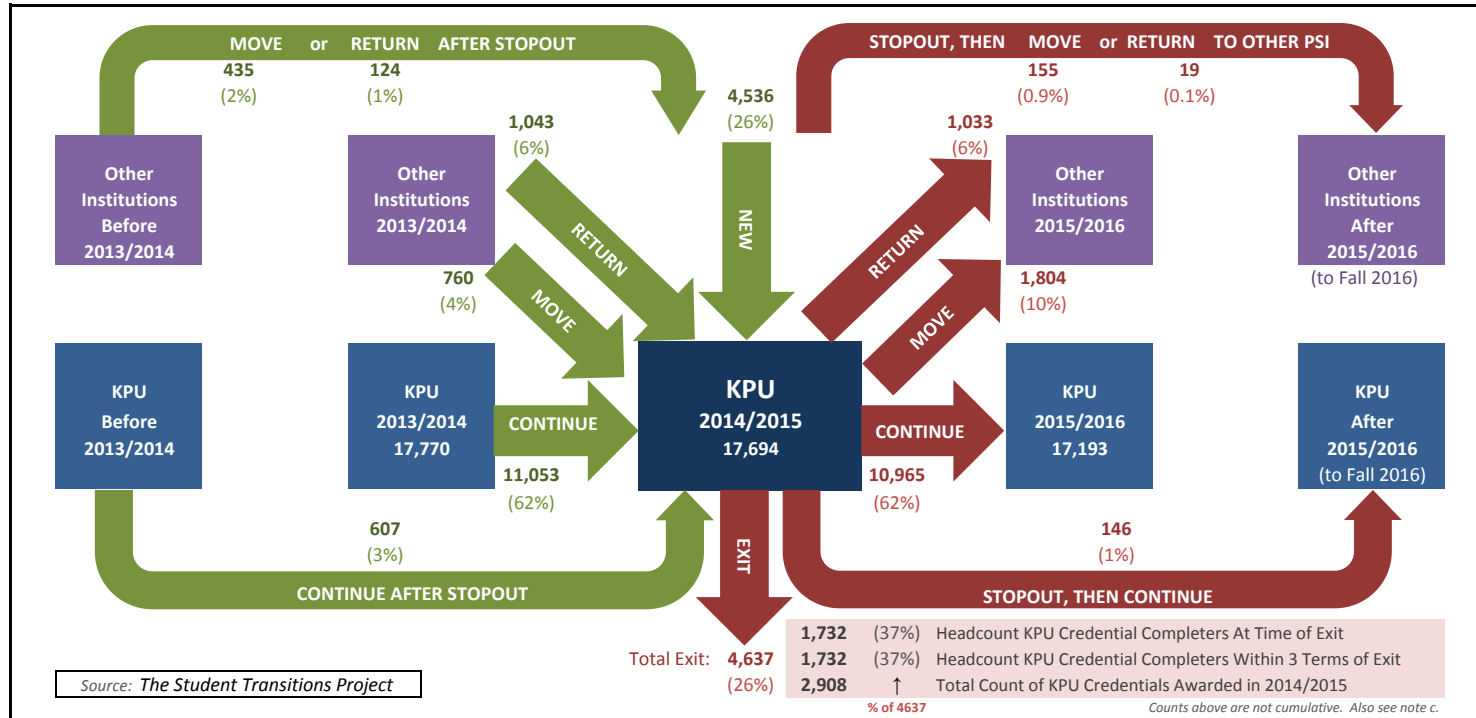 MOVE or RETURN AFTER STOPOUT
435 124
(2%) (1%)
STOPOUT, THEN MOVE or RETURN TO OTHER PSI
155 19
(0.9%) (0.1%)
4,536
(26%)
NEW
1,043
(6%)
RETURN
1,033
(6%)
RETURN
Other
Institutions
Before
2013/2014
Other
Institutions
2013/2014
Other
Institutions
2015/2016
Other
Institutions
After
2015/2016
(to Fall 2016)
760
(4%)
MOVE
1,804
(10%)
MOVE
KPU
Before
2013/2014
KPU
2013/2014
17,770
CONTINUE
11,053
(62%)
KPU
2014/2015
17,694
CONTINUE
10,965
(62%)
KPU
2015/2016
17,193
KPU
After
2015/2016
(to Fall 2016)
607
(3%)
CONTINUE AFTER STOPOUT
EXIT
146
(1%)
STOPOUT, THEN CONTINUE
Total Exit: 4,637
(26%)
1,732 (37%) Headcount KPU Credential Completers At Time of Exit
1,732 (37%) Headcount KPU Credential Completers Within 3 Terms of Exit
2,908 ↑ Total Count of KPU Credentials Awarded in 2014/2015
% of 4637
Counts above are not cumulative. Also see note c.
Source: The Student Transitions Project